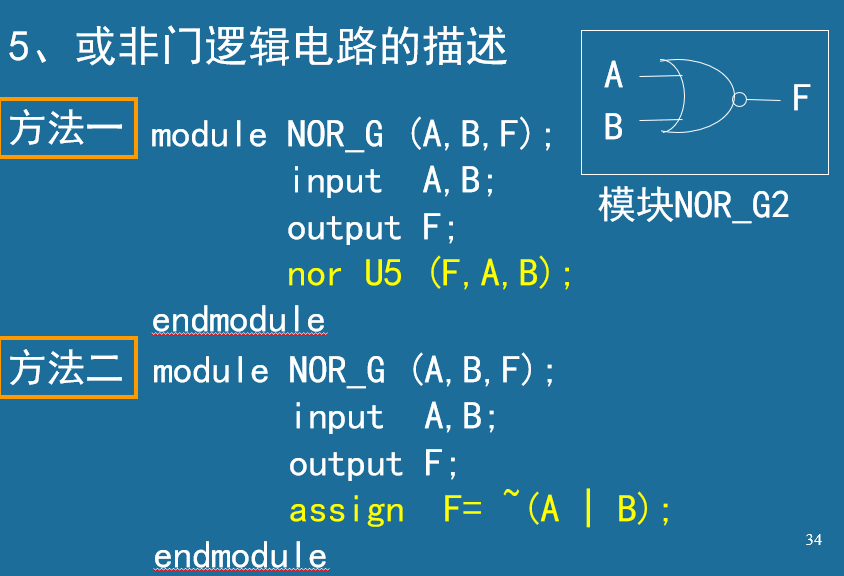 5、或非门逻辑电路的描述
A
B
F
模块NOR_G2
方法一
module NOR_G (A,B,F);
input A,B;
output F;
nor U5 (F,A,B);
endmodule
方法二
module NOR_G (A,B,F);
input A,B;
output F;
assign F= ~(A | B);
endmodule
34